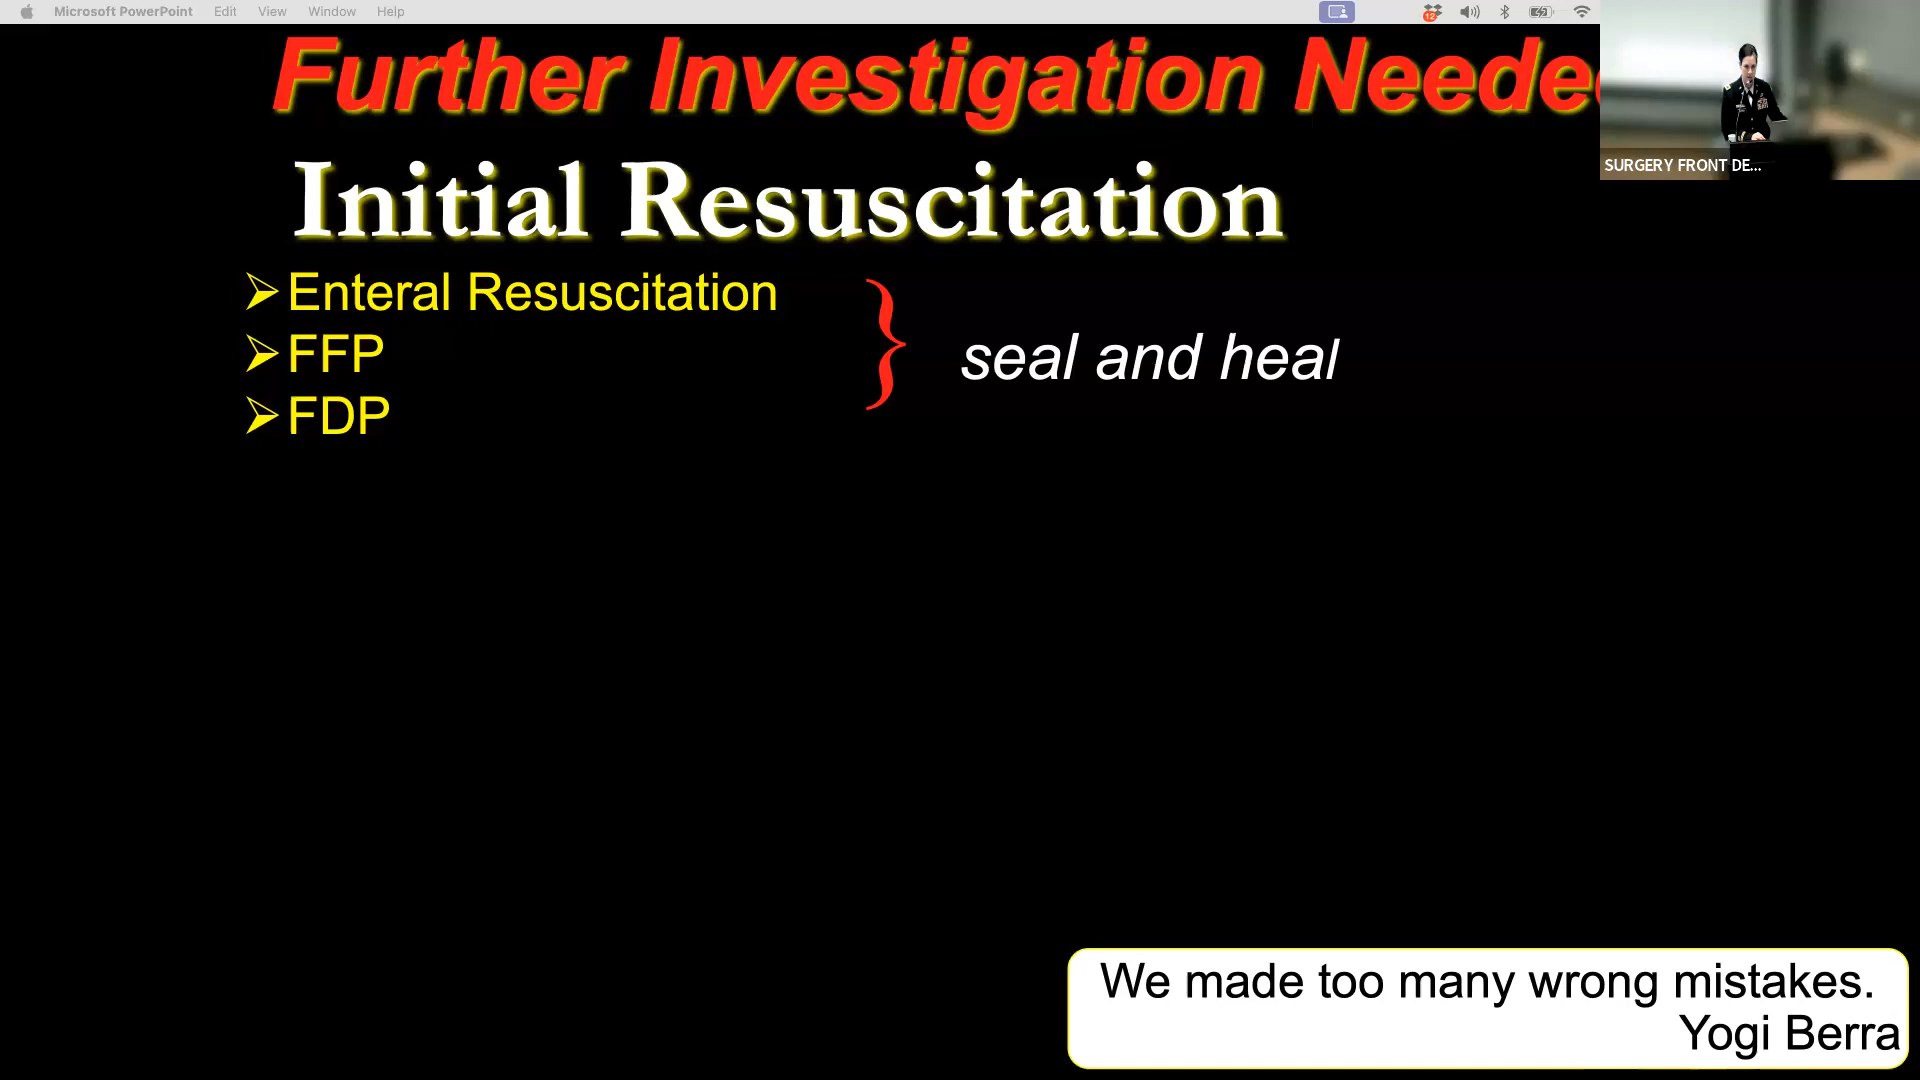 Microsoft PowerPoint Edit View Window Help
12
Further Investigation Neede
SURGERY FRONT DE...
Initial Resuscitation
Enteral Resuscitation
FFP
FDP
seal and heal
We made too many wrong mistakes.
Yogi Berra